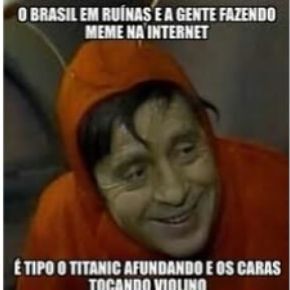 O BRASIL EM RUÍNAS E A GENTE FAZENDO
MEME NA INTERNET
É TIPO O TITANIC AFUNDANDO E OS CARAS
TOCANDO VIOLINO